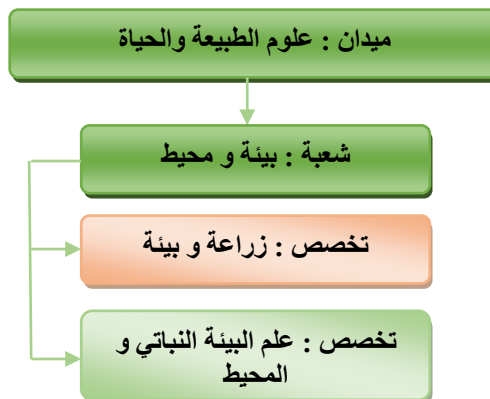 ميدان : علوم الطبيعة والحياة
شعبة : بيئة و محيط
تخصص : زراعة و بيئة
تخصص : علم البيئة النباتي و
المحيط